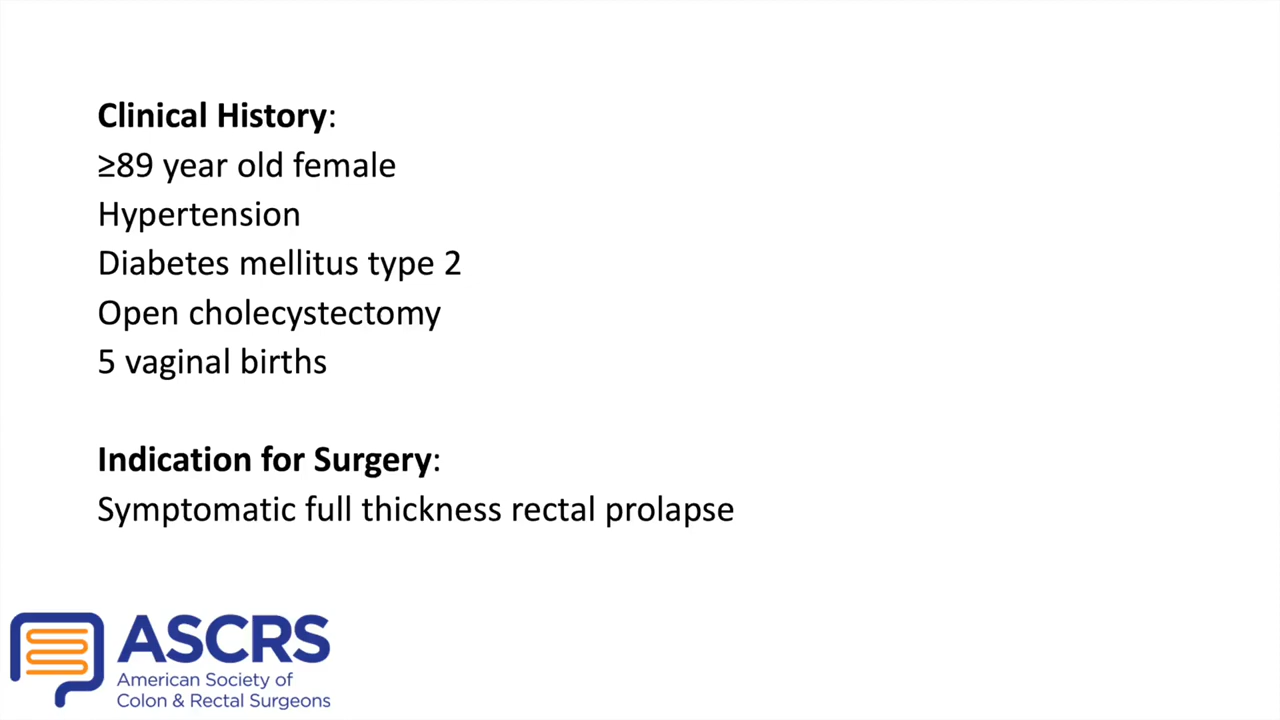 Clinical History:
≥89 year old female
Hypertension
Diabetes mellitus type 2
Open cholecystectomy
5 vaginal births
Indication for Surgery:
Symptomatic full thickness rectal prolapse
ASCRS
American Society of
Colon & Rectal Surgeons